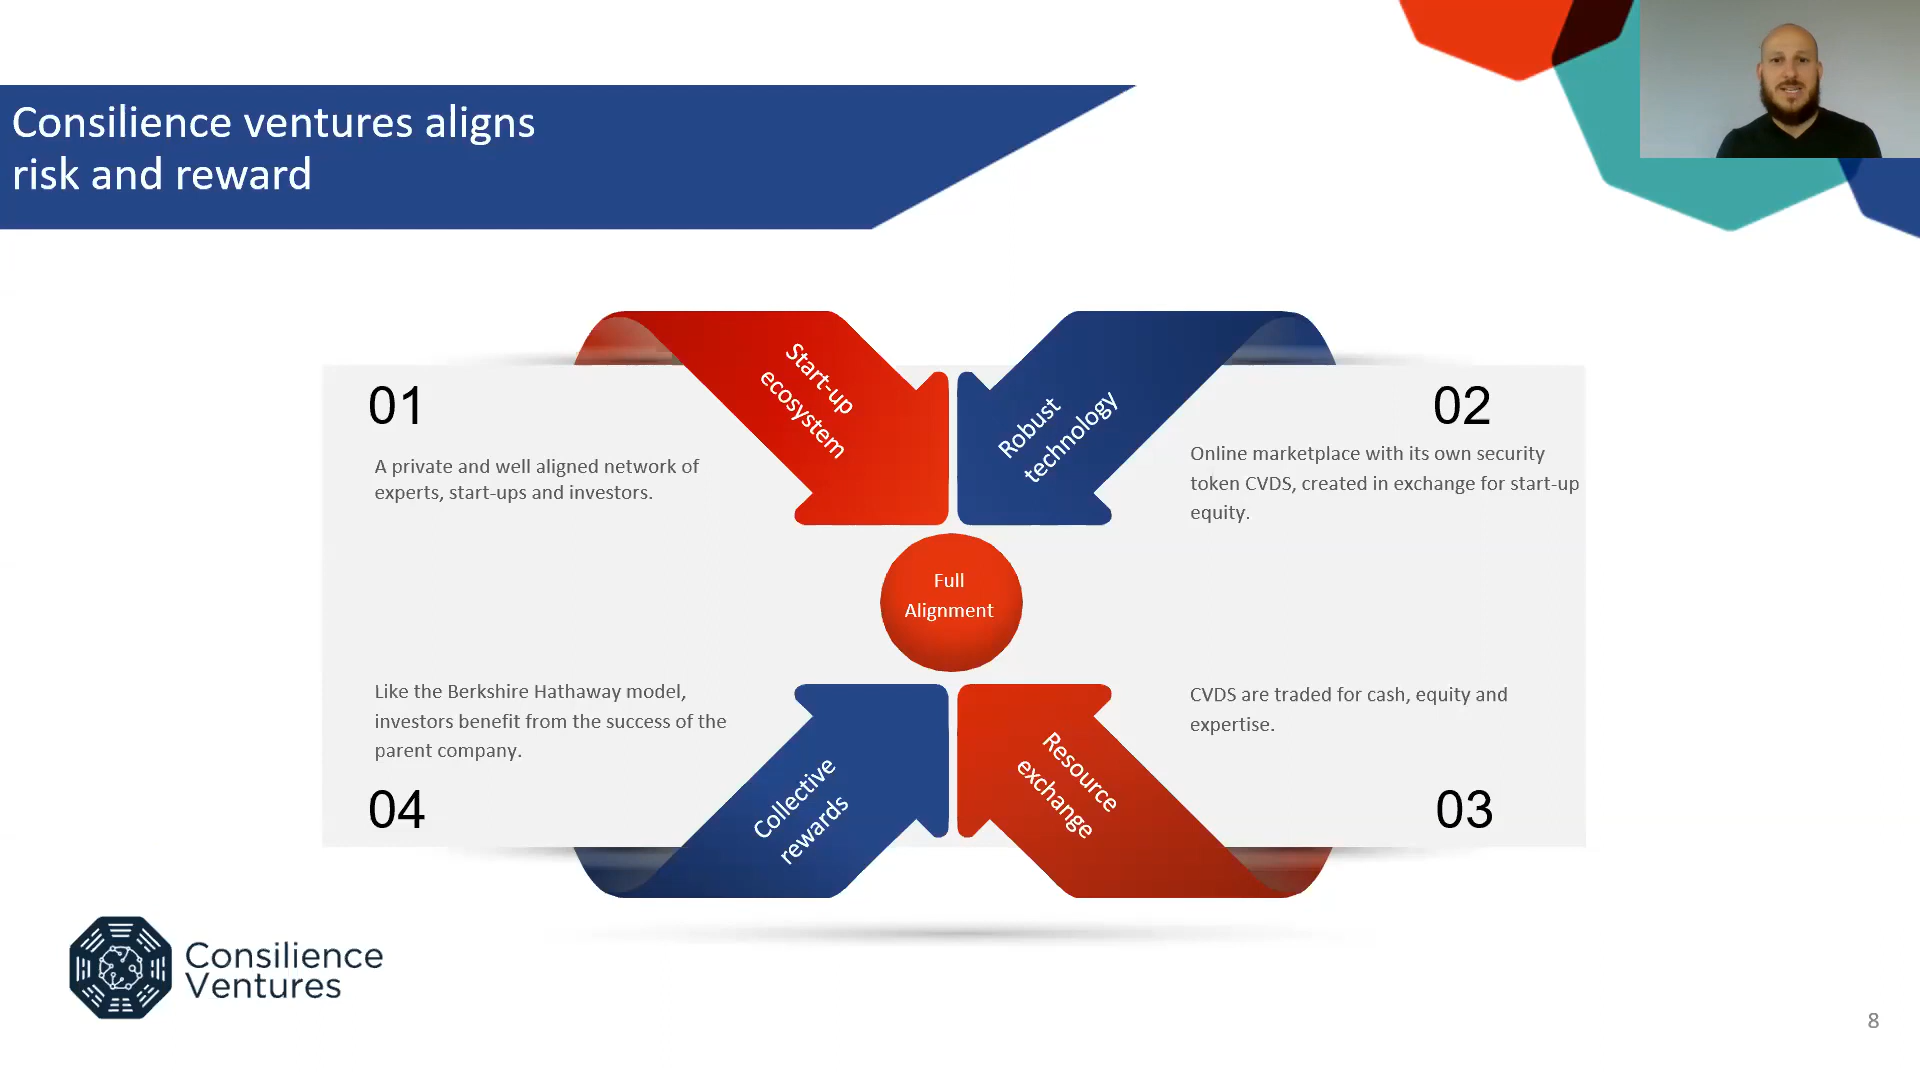 Consilience ventures aligns
risk and reward
01
A private and well aligned network of
experts, start-ups and investors.
Start-up
ecosystem
Robust
technology
02
Online marketplace with its own security
token CVDS, created in exchange for start-up
equity.
Full
Alignment
Like the Berkshire Hathaway model,
investors benefit from the success of the
parent company.
04
Collective
rewards
Resource
exchange
CVDS are traded for cash, equity and
expertise.
03
Consilience
Ventures
8